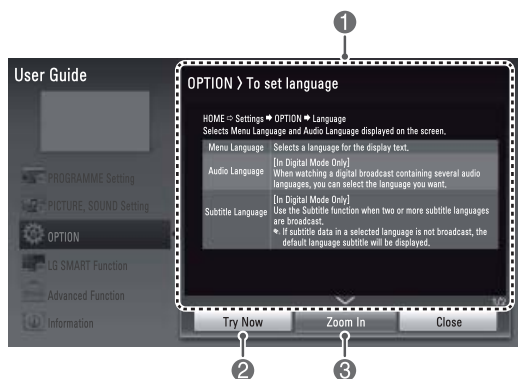 1
User Guide
OPTION > To set language
HOME ⇨ Settings ➡ OPTION ➡ Language
Selects Menu Language and Audio Language displayed on the screen.
Menu Language Selects a language for the display text.
Audio Language [In Digital Mode Only]
When watching a digital broadcast containing several audio
languages, you can select the language you want.
Subtitle Language [In Digital Mode Only]
Use the Subtitle function when two or more subtitle languages
are broadcast.
If subtitle data in a selected language is not broadcast, the
default language subtitle will be displayed.
PROGRAMME Setting
PICTURE, SOUND Setting
OPTION
LG SMART Function
Advanced Function
Information
1/2
Try Now Zoom In Close
2 3